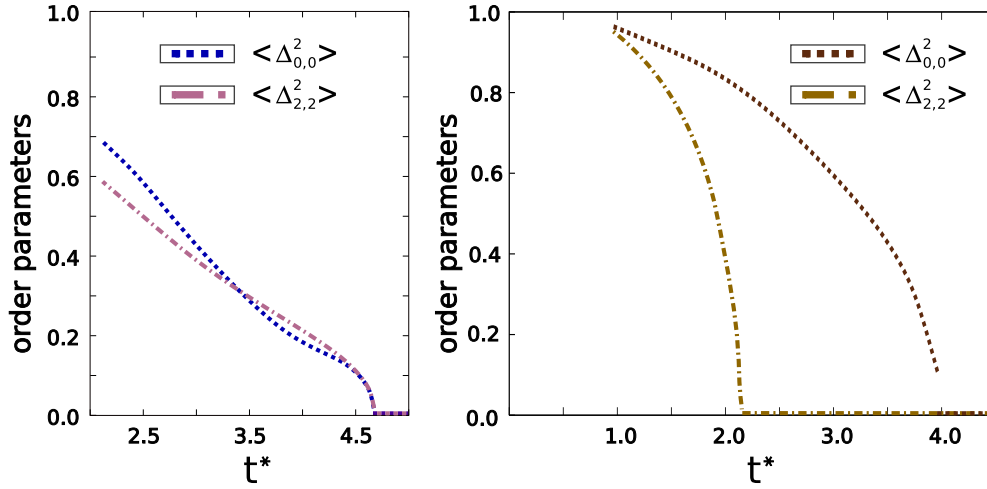 order parameters
1.0
0.8
0.6
0.4
0.2
0.0
<Δ²₀,₀>
<Δ²₂,₂>
2.5 3.5 4.5
t*
order parameters
1.0
0.8
0.6
0.4
0.2
0.0
<Δ²₀,₀>
<Δ²₂,₂>
1.0 2.0 3.0 4.0
t*